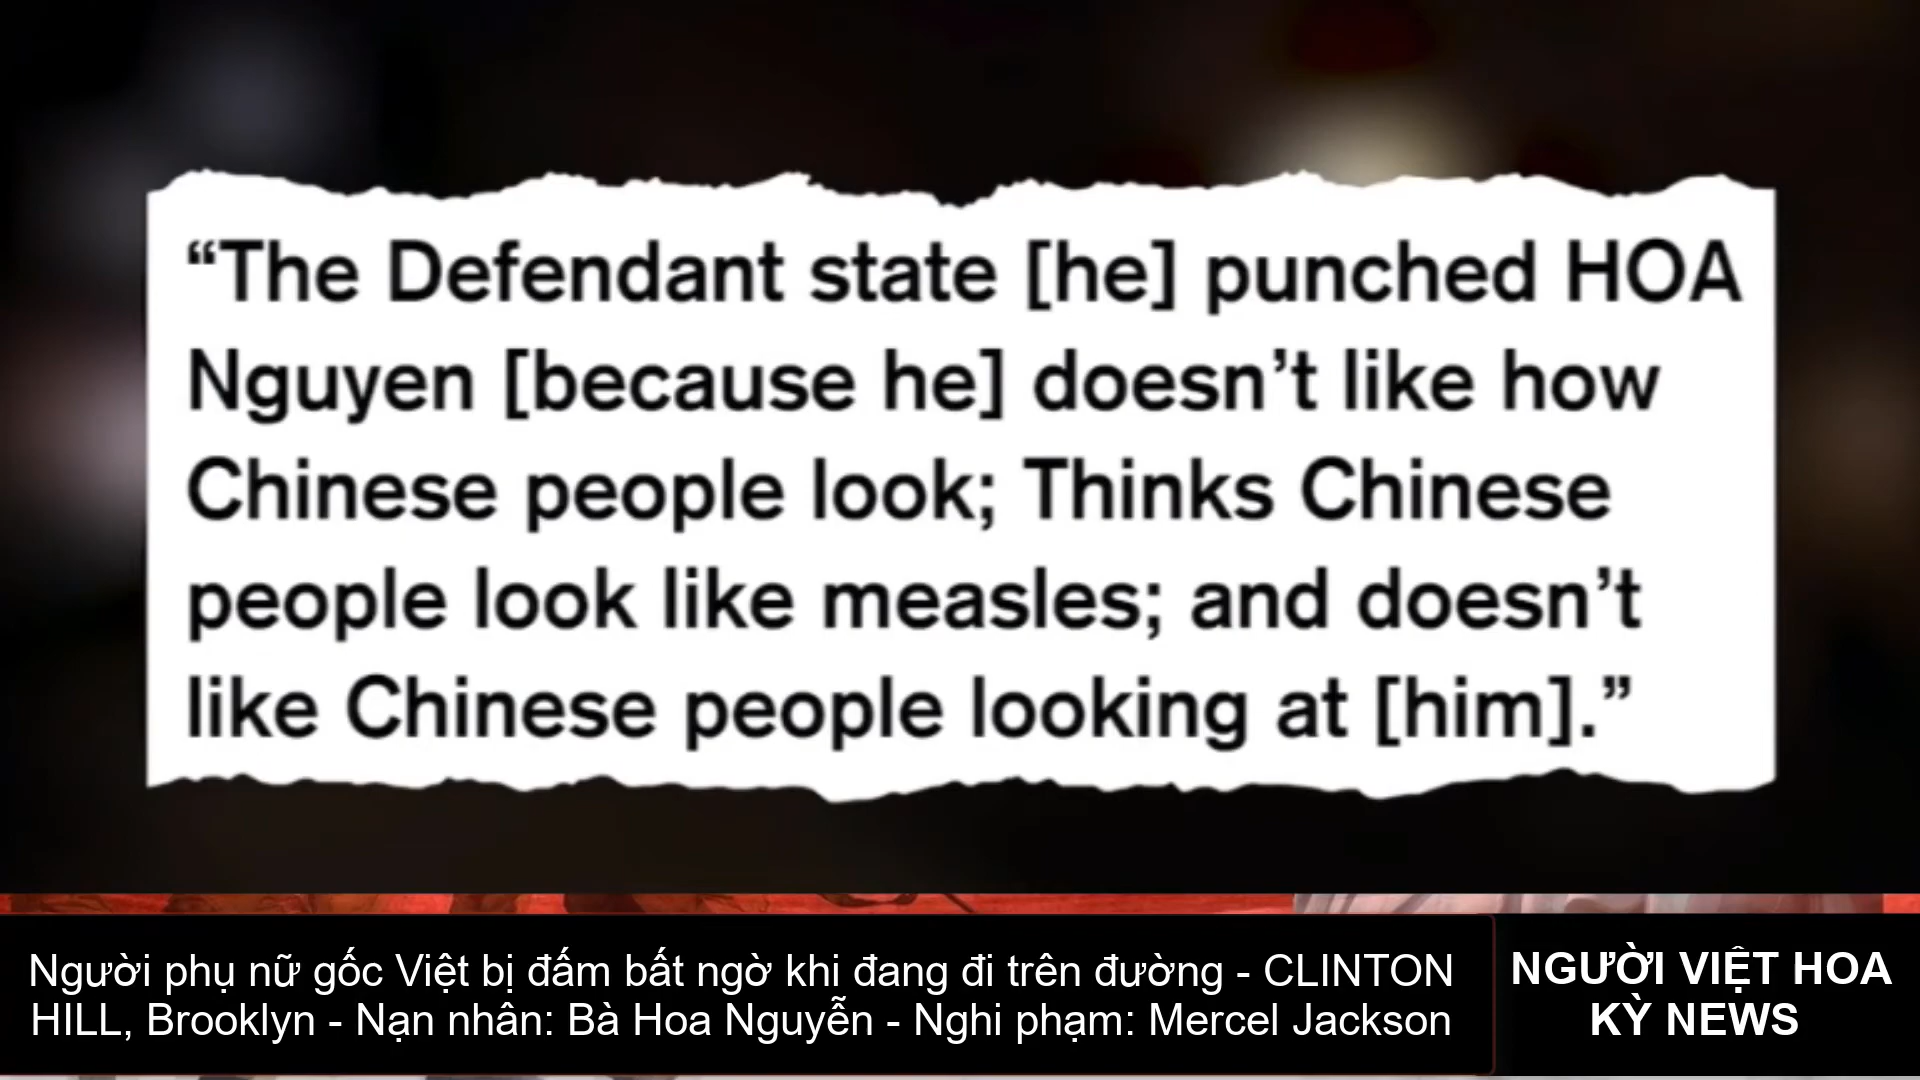 “The Defendant state [he] punched HOA
Nguyen [because he] doesn’t like how
Chinese people look; Thinks Chinese
people look like measles; and doesn’t
like Chinese people looking at [him].”
Người phụ nữ gốc Việt bị đấm bất ngờ khi đang đi trên đường - CLINTON
HILL, Brooklyn - Nạn nhân: Bà Hoa Nguyễn - Nghi phạm: Mercel Jackson
NGƯỜI VIỆT HOA
KỲ NEWS